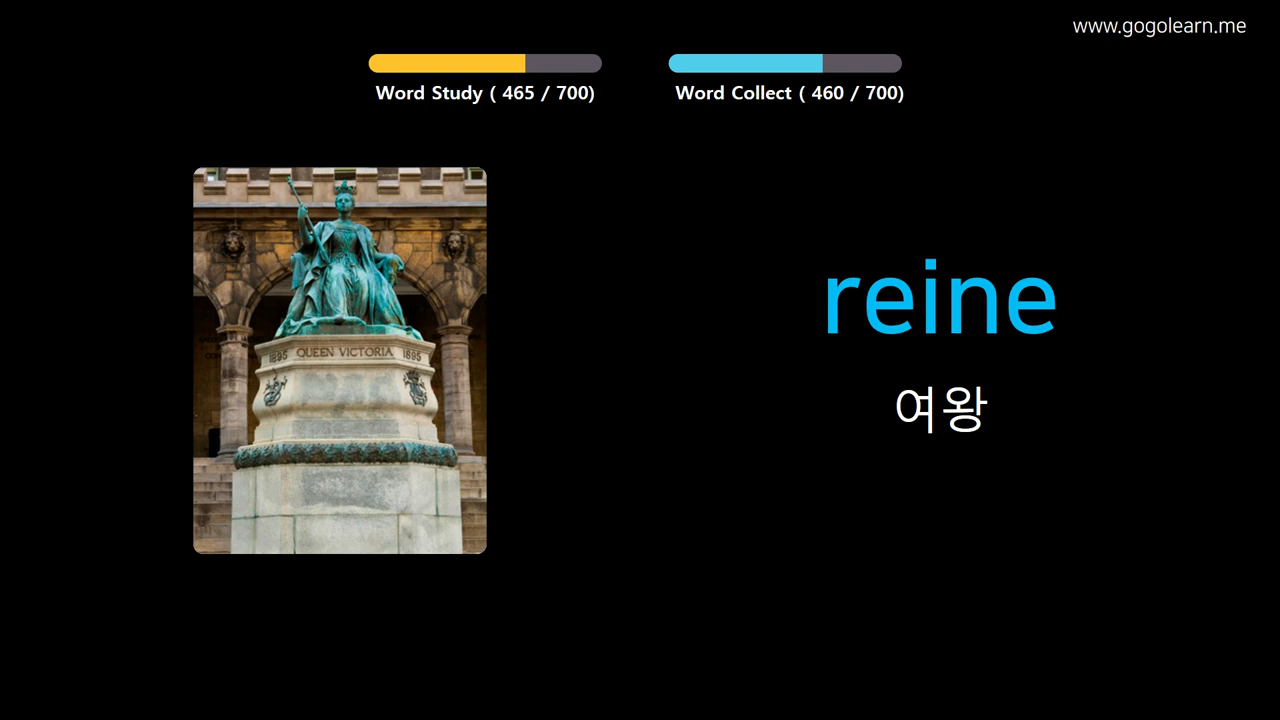 www.gogolearn.me
Word Study ( 465 / 700)
Word Collect ( 460 / 700)
1895 QUEEN VICTORIA 1895
reine
여왕